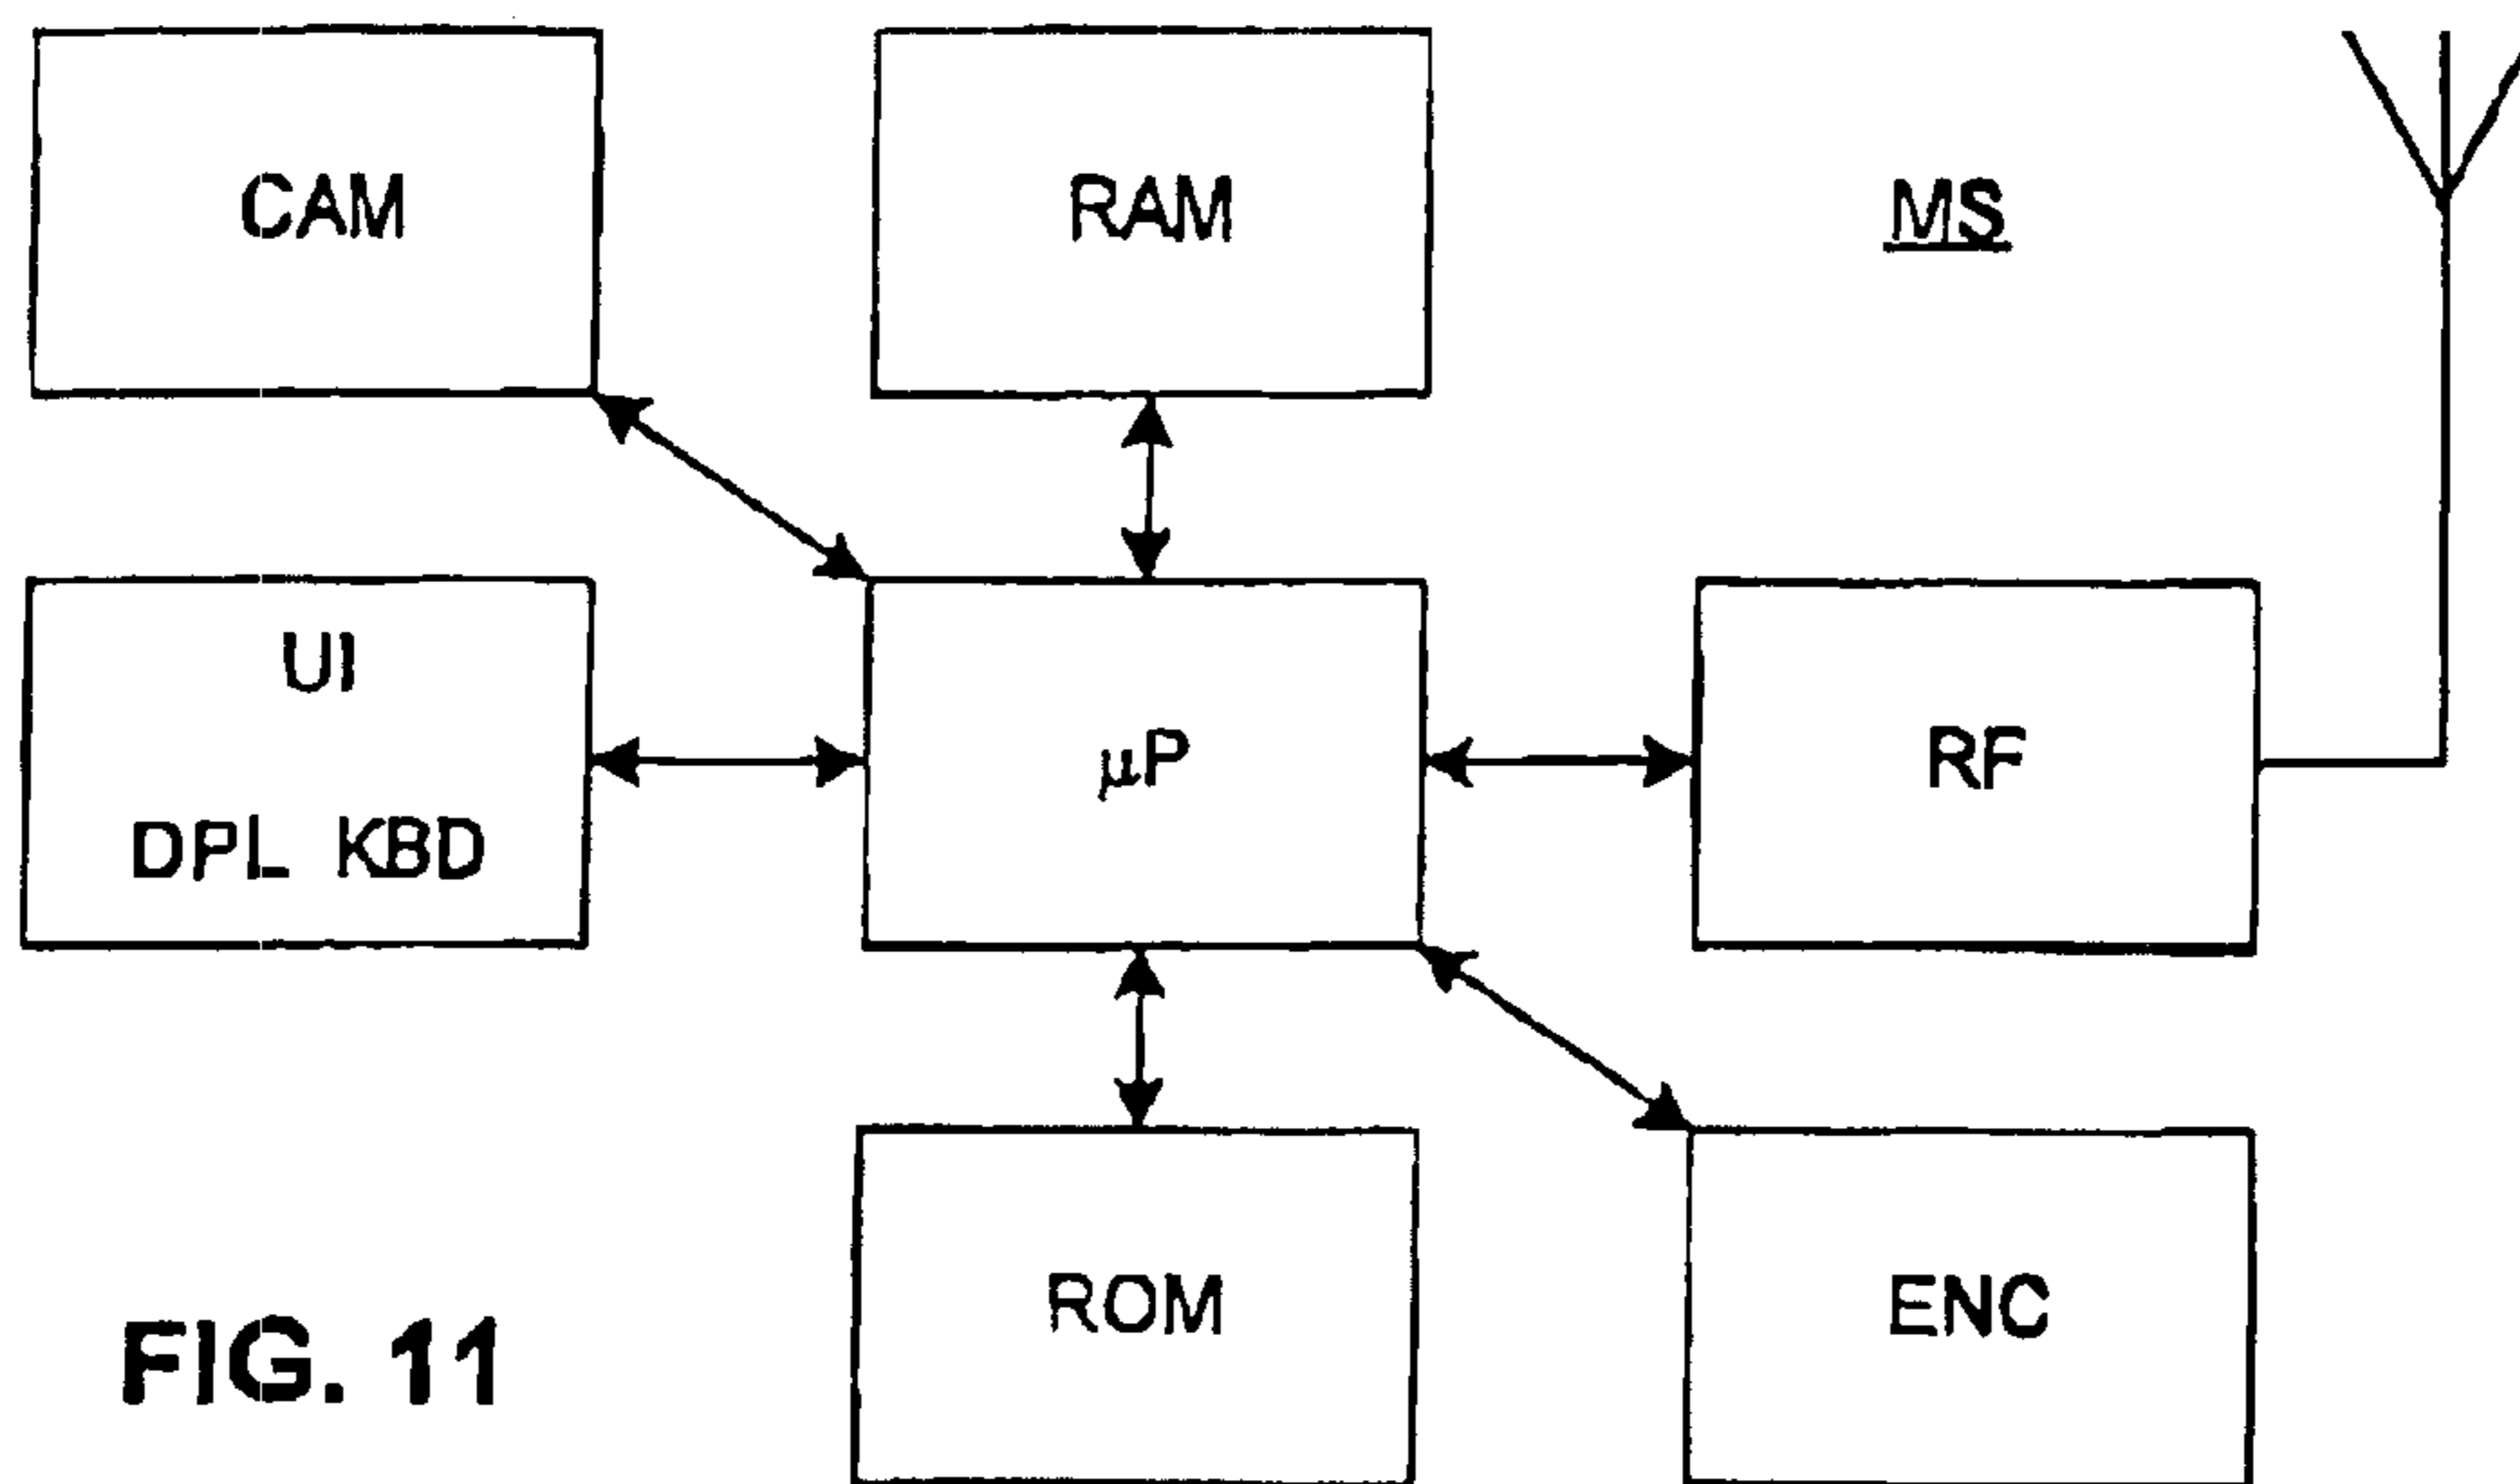 CAM
RAM
MS
UI
DPL KBD
µP
RF
ROM
ENC
FIG. 11